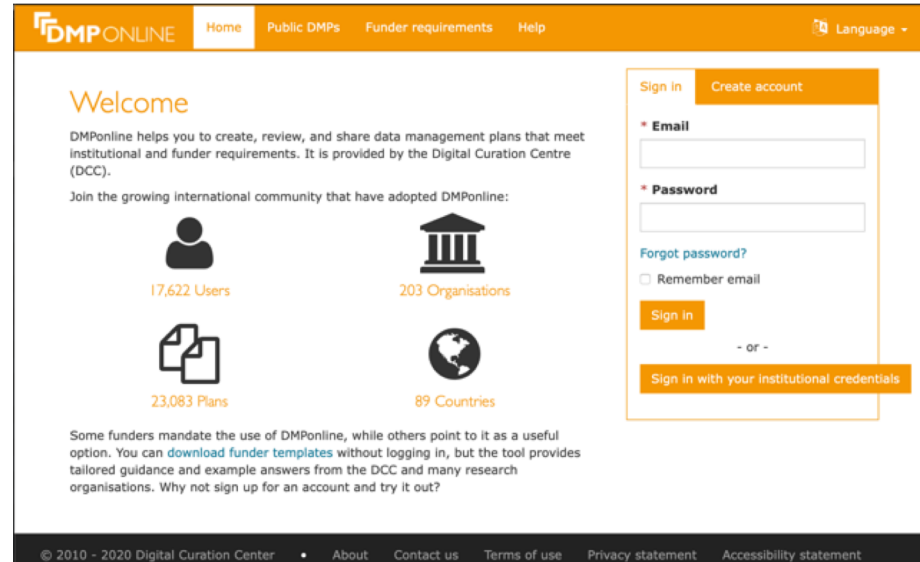 DMPONLINE Home Public DMPs Funder requirements Help Language
Welcome
DMPonline helps you to create, review, and share data management plans that meet
institutional and funder requirements. It is provided by the Digital Curation Centre
(DCC).
Join the growing international community that have adopted DMPonline:
17,622 Users 203 Organisations
23,083 Plans 89 Countries
Some funders mandate the use of DMPonline, while others point to it as a useful
option. You can download funder templates without logging in, but the tool provides
tailored guidance and example answers from the DCC and many research
organisations. Why not sign up for an account and try it out?
Sign in Create account
* Email
* Password
Forgot password?
Remember email
Sign in
- or -
Sign in with your institutional credentials
© 2010 - 2020 Digital Curation Center • About Contact us Terms of use Privacy statement Accessibility statement